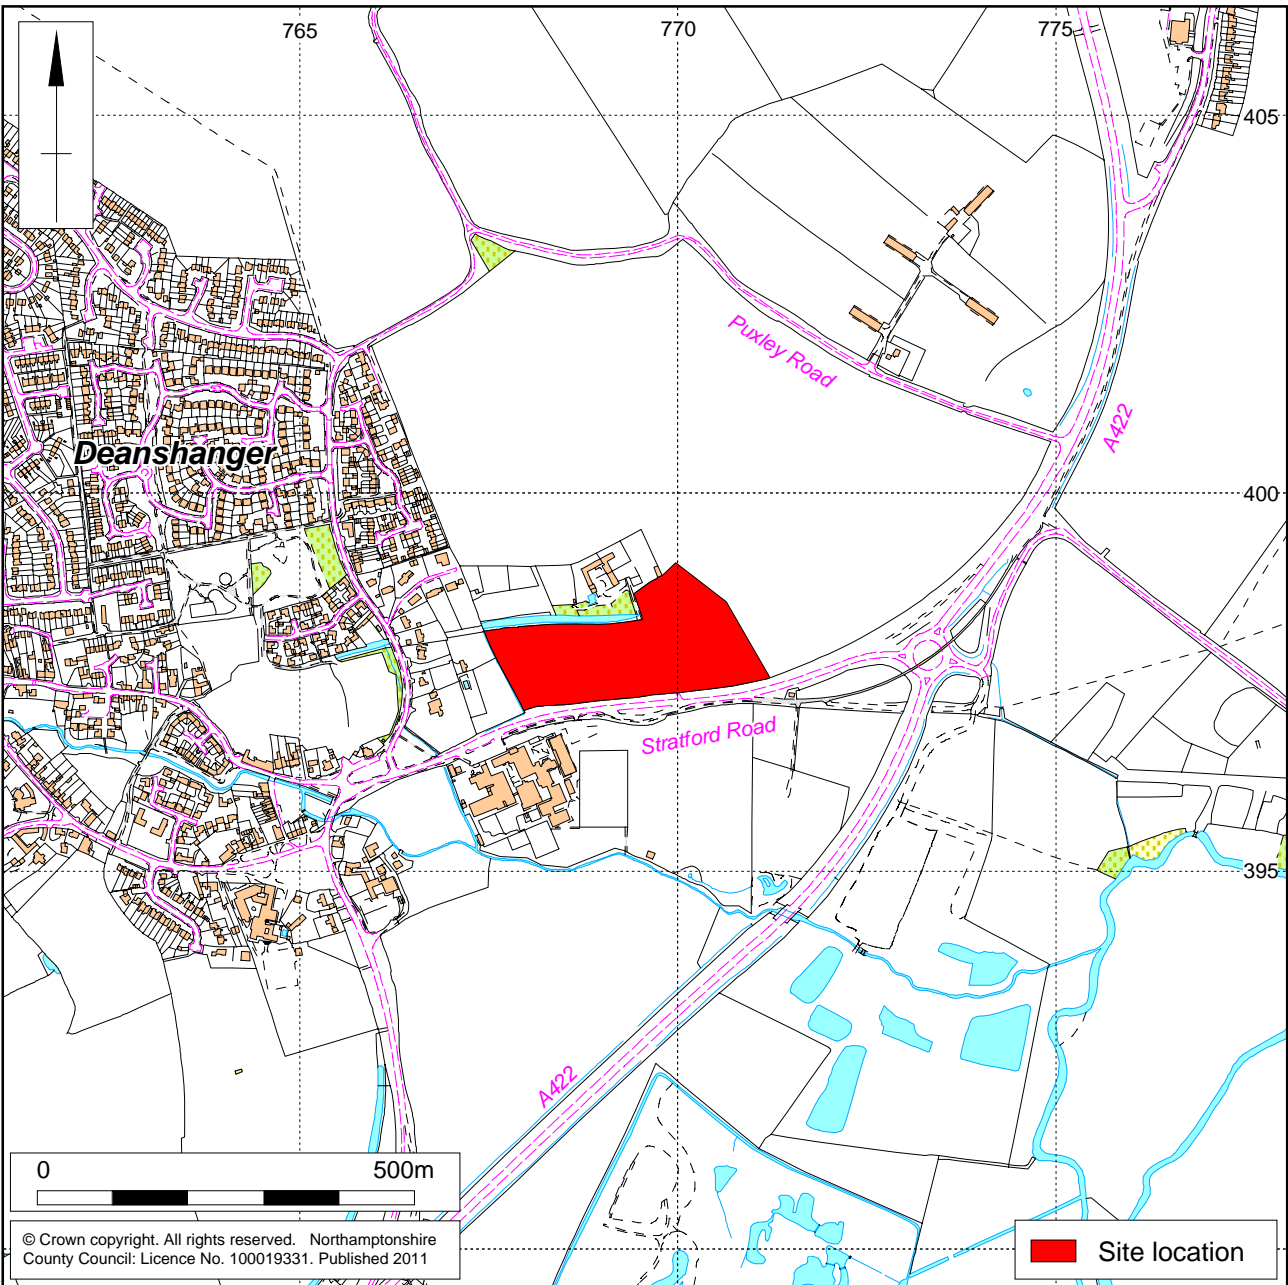 765
770
775
405
Puxley Road
A422
Deanshanger
400
Stratford Road
395
A422
0
500m
© Crown copyright. All rights reserved. Northamptonshire
County Council: Licence No. 100019331. Published 2011
Site location